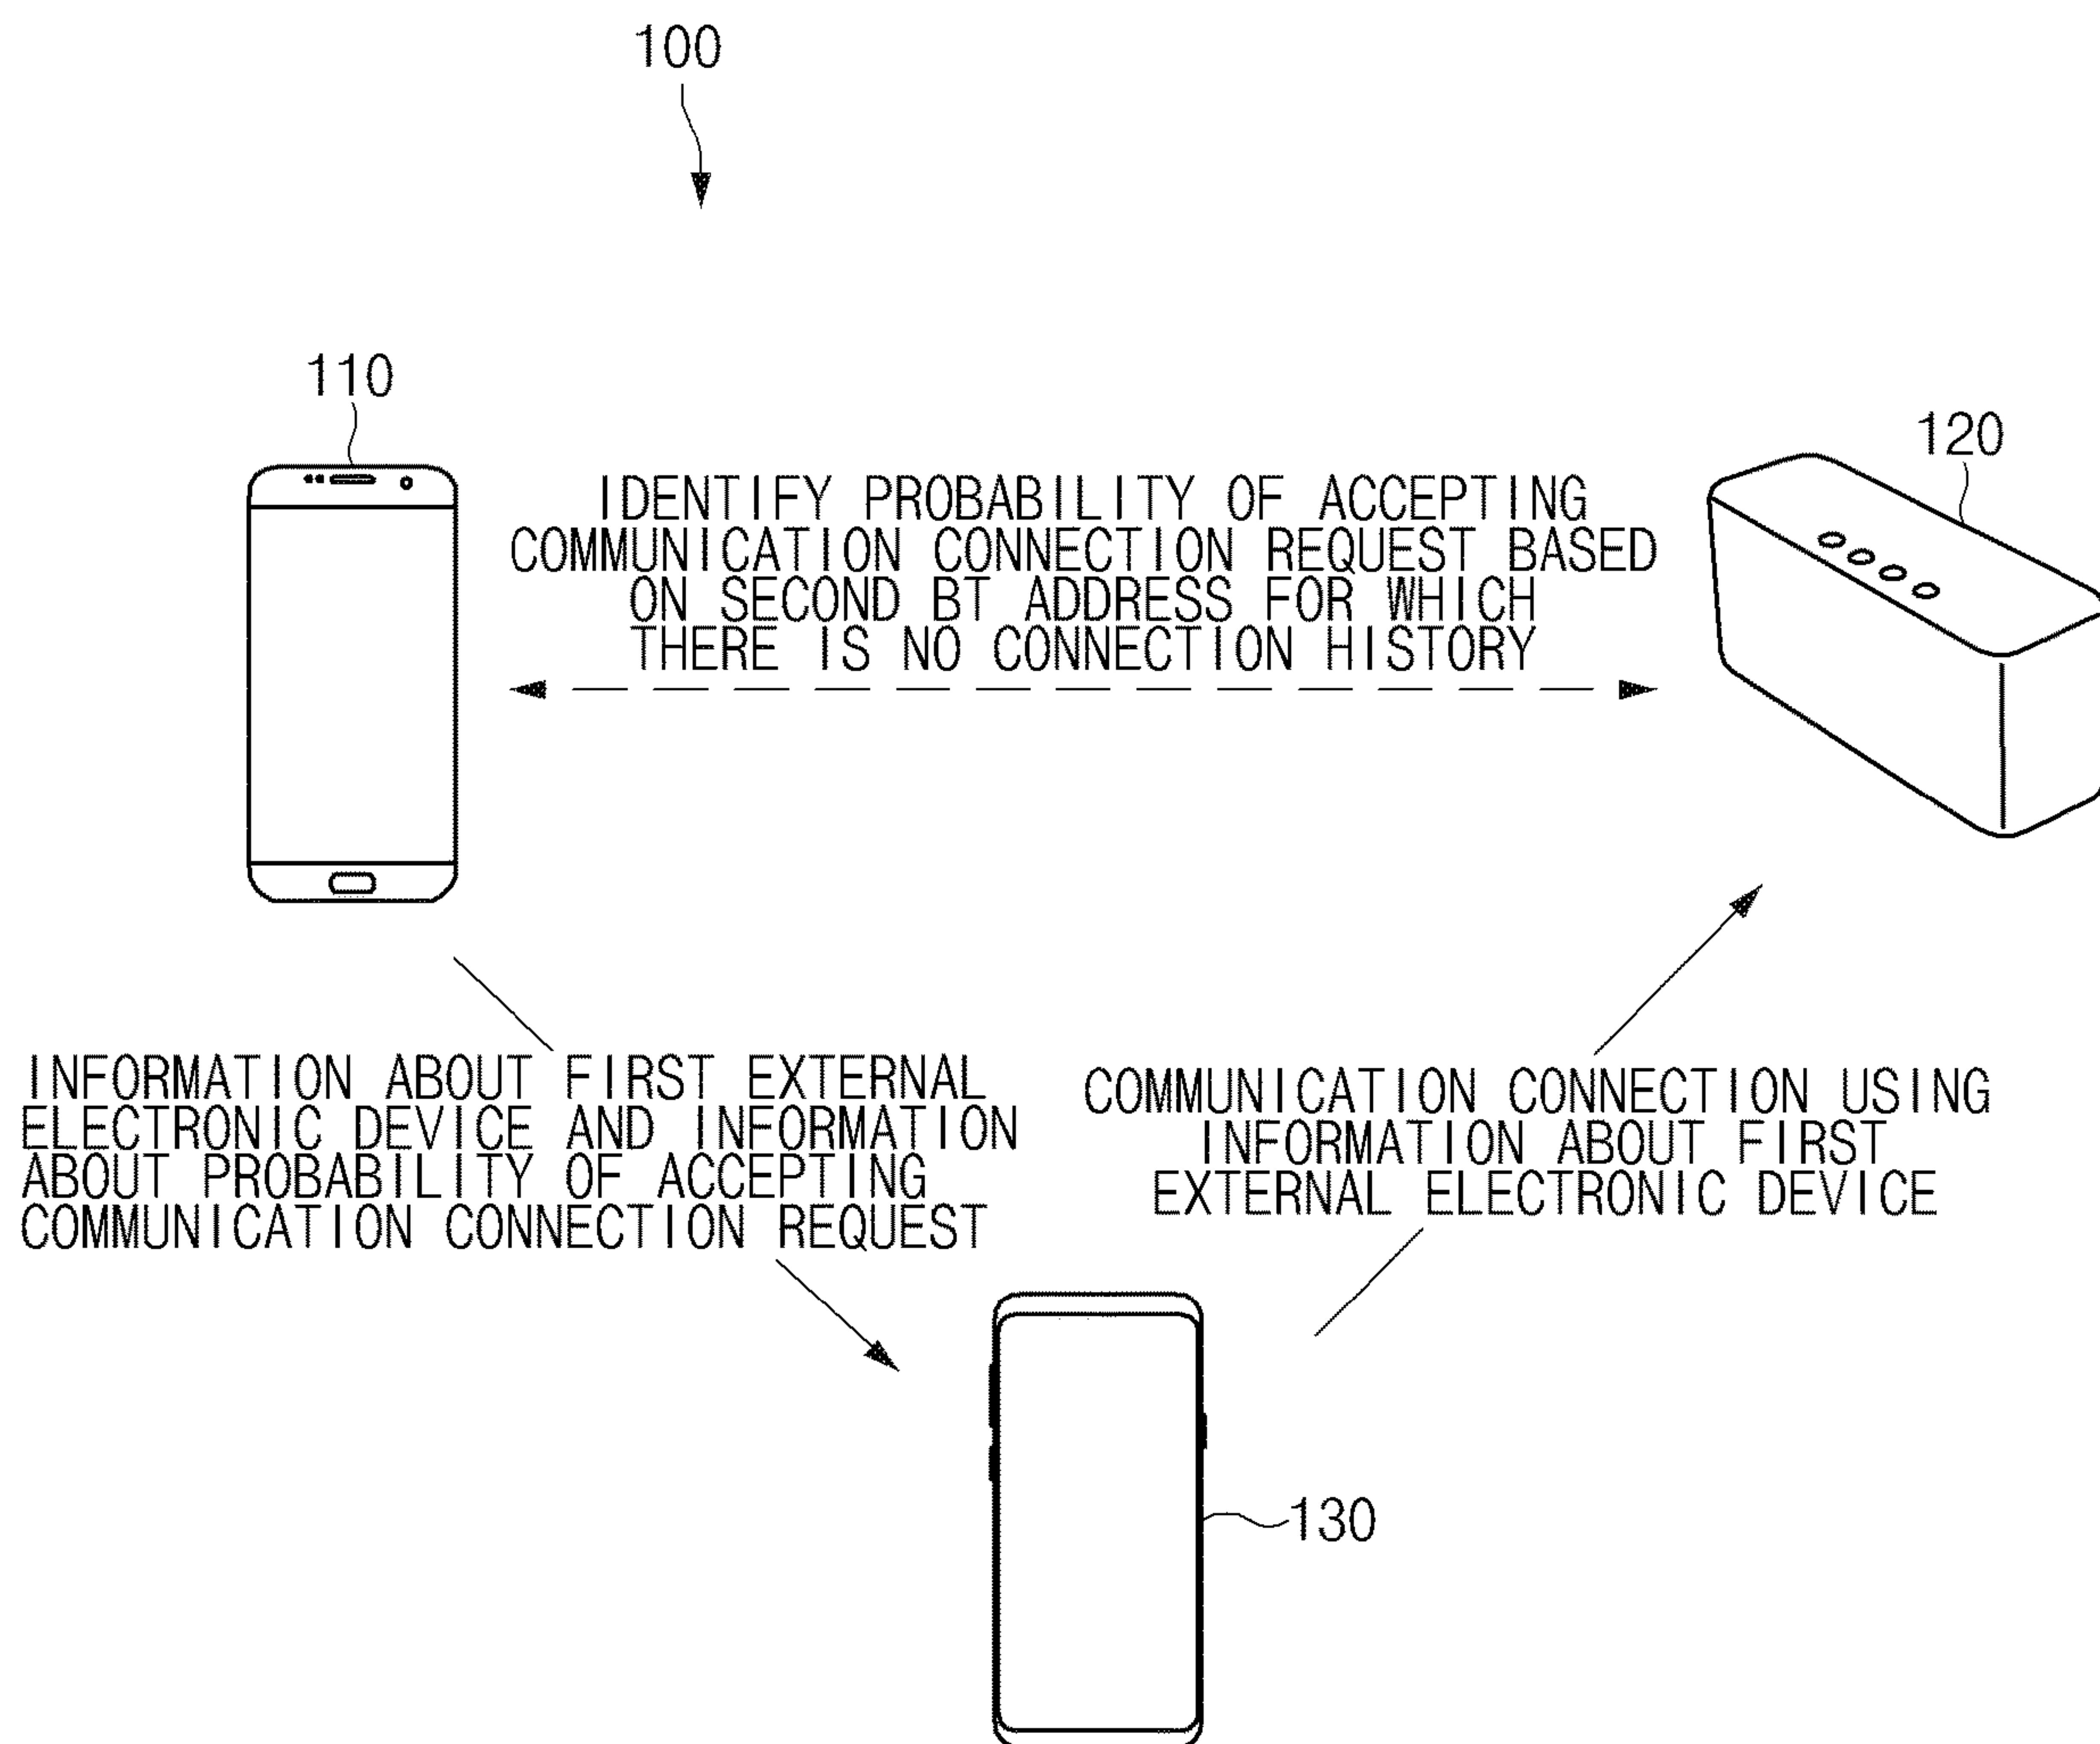 100
110
120
IDENTIFY PROBABILITY OF ACCEPTING
COMMUNICATION CONNECTION REQUEST BASED
ON SECOND BT ADDRESS FOR WHICH
THERE IS NO CONNECTION HISTORY
INFORMATION ABOUT FIRST EXTERNAL
ELECTRONIC DEVICE AND INFORMATION
ABOUT PROBABILITY OF ACCEPTING
COMMUNICATION CONNECTION REQUEST
COMMUNICATION CONNECTION USING
INFORMATION ABOUT FIRST
EXTERNAL ELECTRONIC DEVICE
130